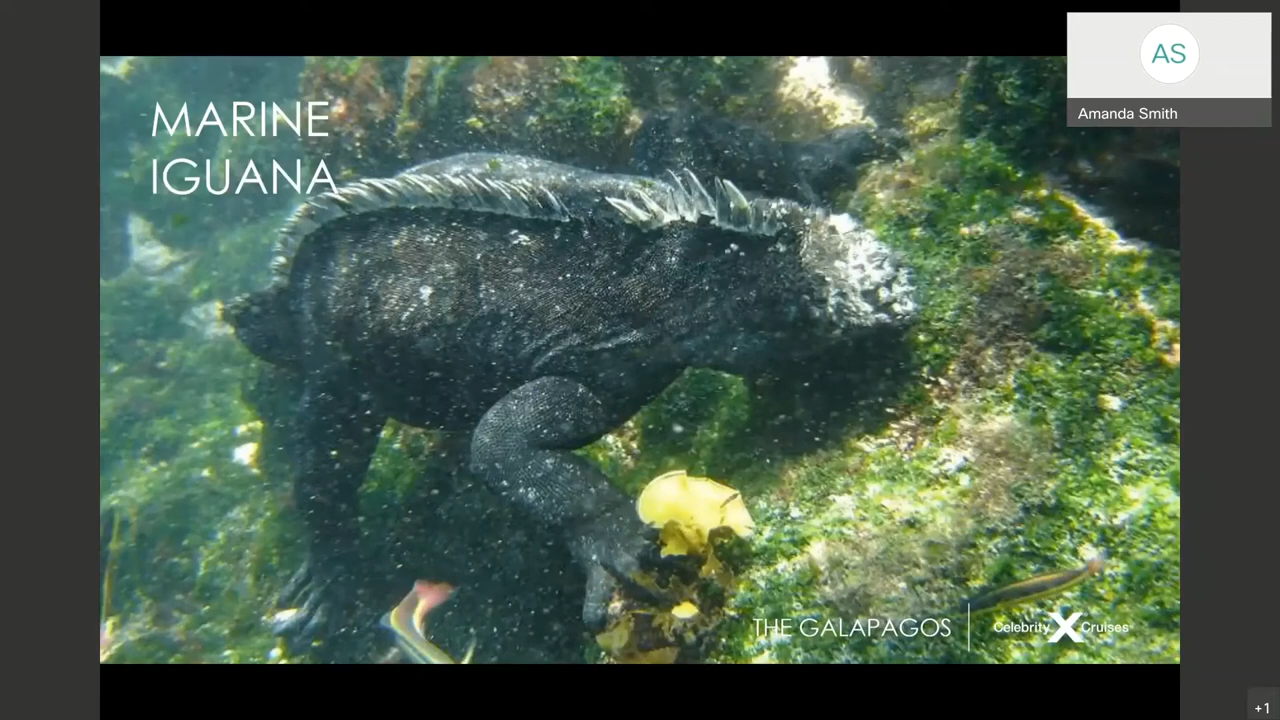 MARINE
IGUANA
AS
Amanda Smith
THE GALAPAGOS
Celebrity X Cruises
+1